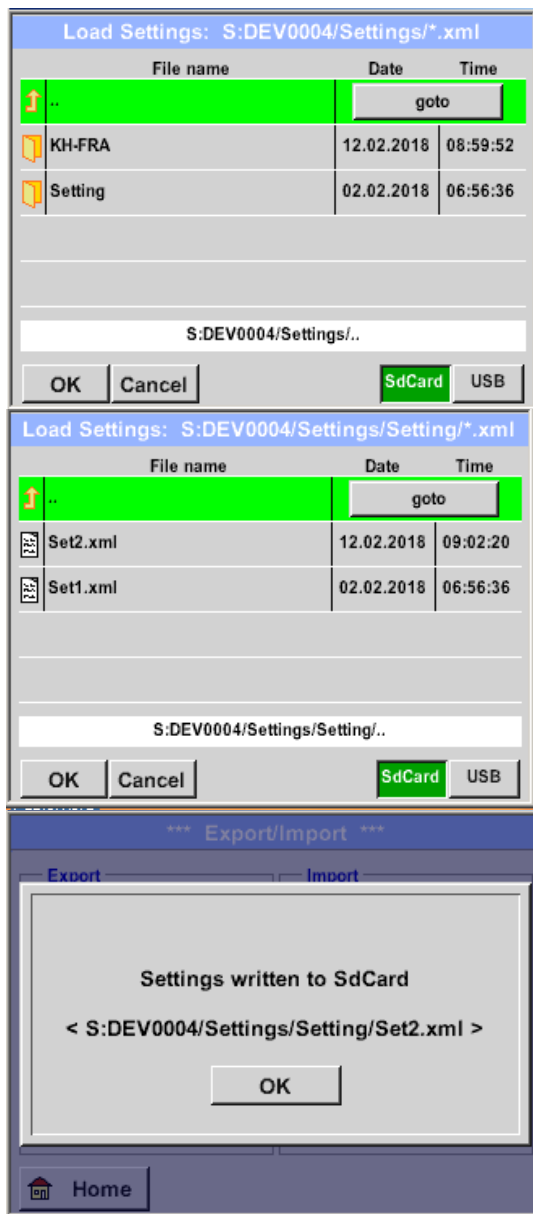 Load Settings: S:DEV0004/Settings/*.xml
File name Date Time
.. goto
KH-FRA 12.02.2018 08:59:52
Setting 02.02.2018 06:56:36
S:DEV0004/Settings/..
OK Cancel SdCard USB
Load Settings: S:DEV0004/Settings/Setting/*.xml
File name Date Time
.. goto
Set2.xml 12.02.2018 09:02:20
Set1.xml 02.02.2018 06:56:36
S:DEV0004/Settings/Setting/..
OK Cancel SdCard USB
*** Export/Import ***
Export Import
Settings written to SdCard
< S:DEV0004/Settings/Setting/Set2.xml >
OK
Home